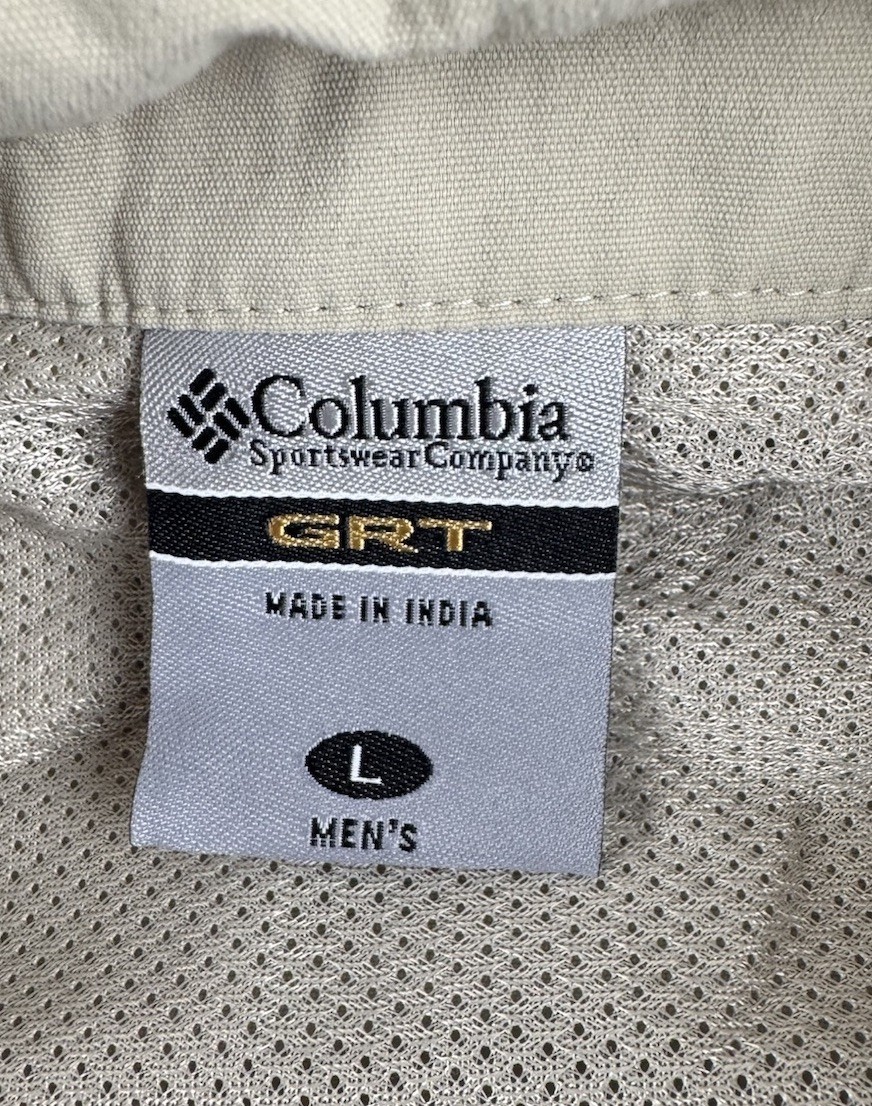 Columbia
Sportswear Company©
GRT
MADE IN INDIA
L
MEN'S